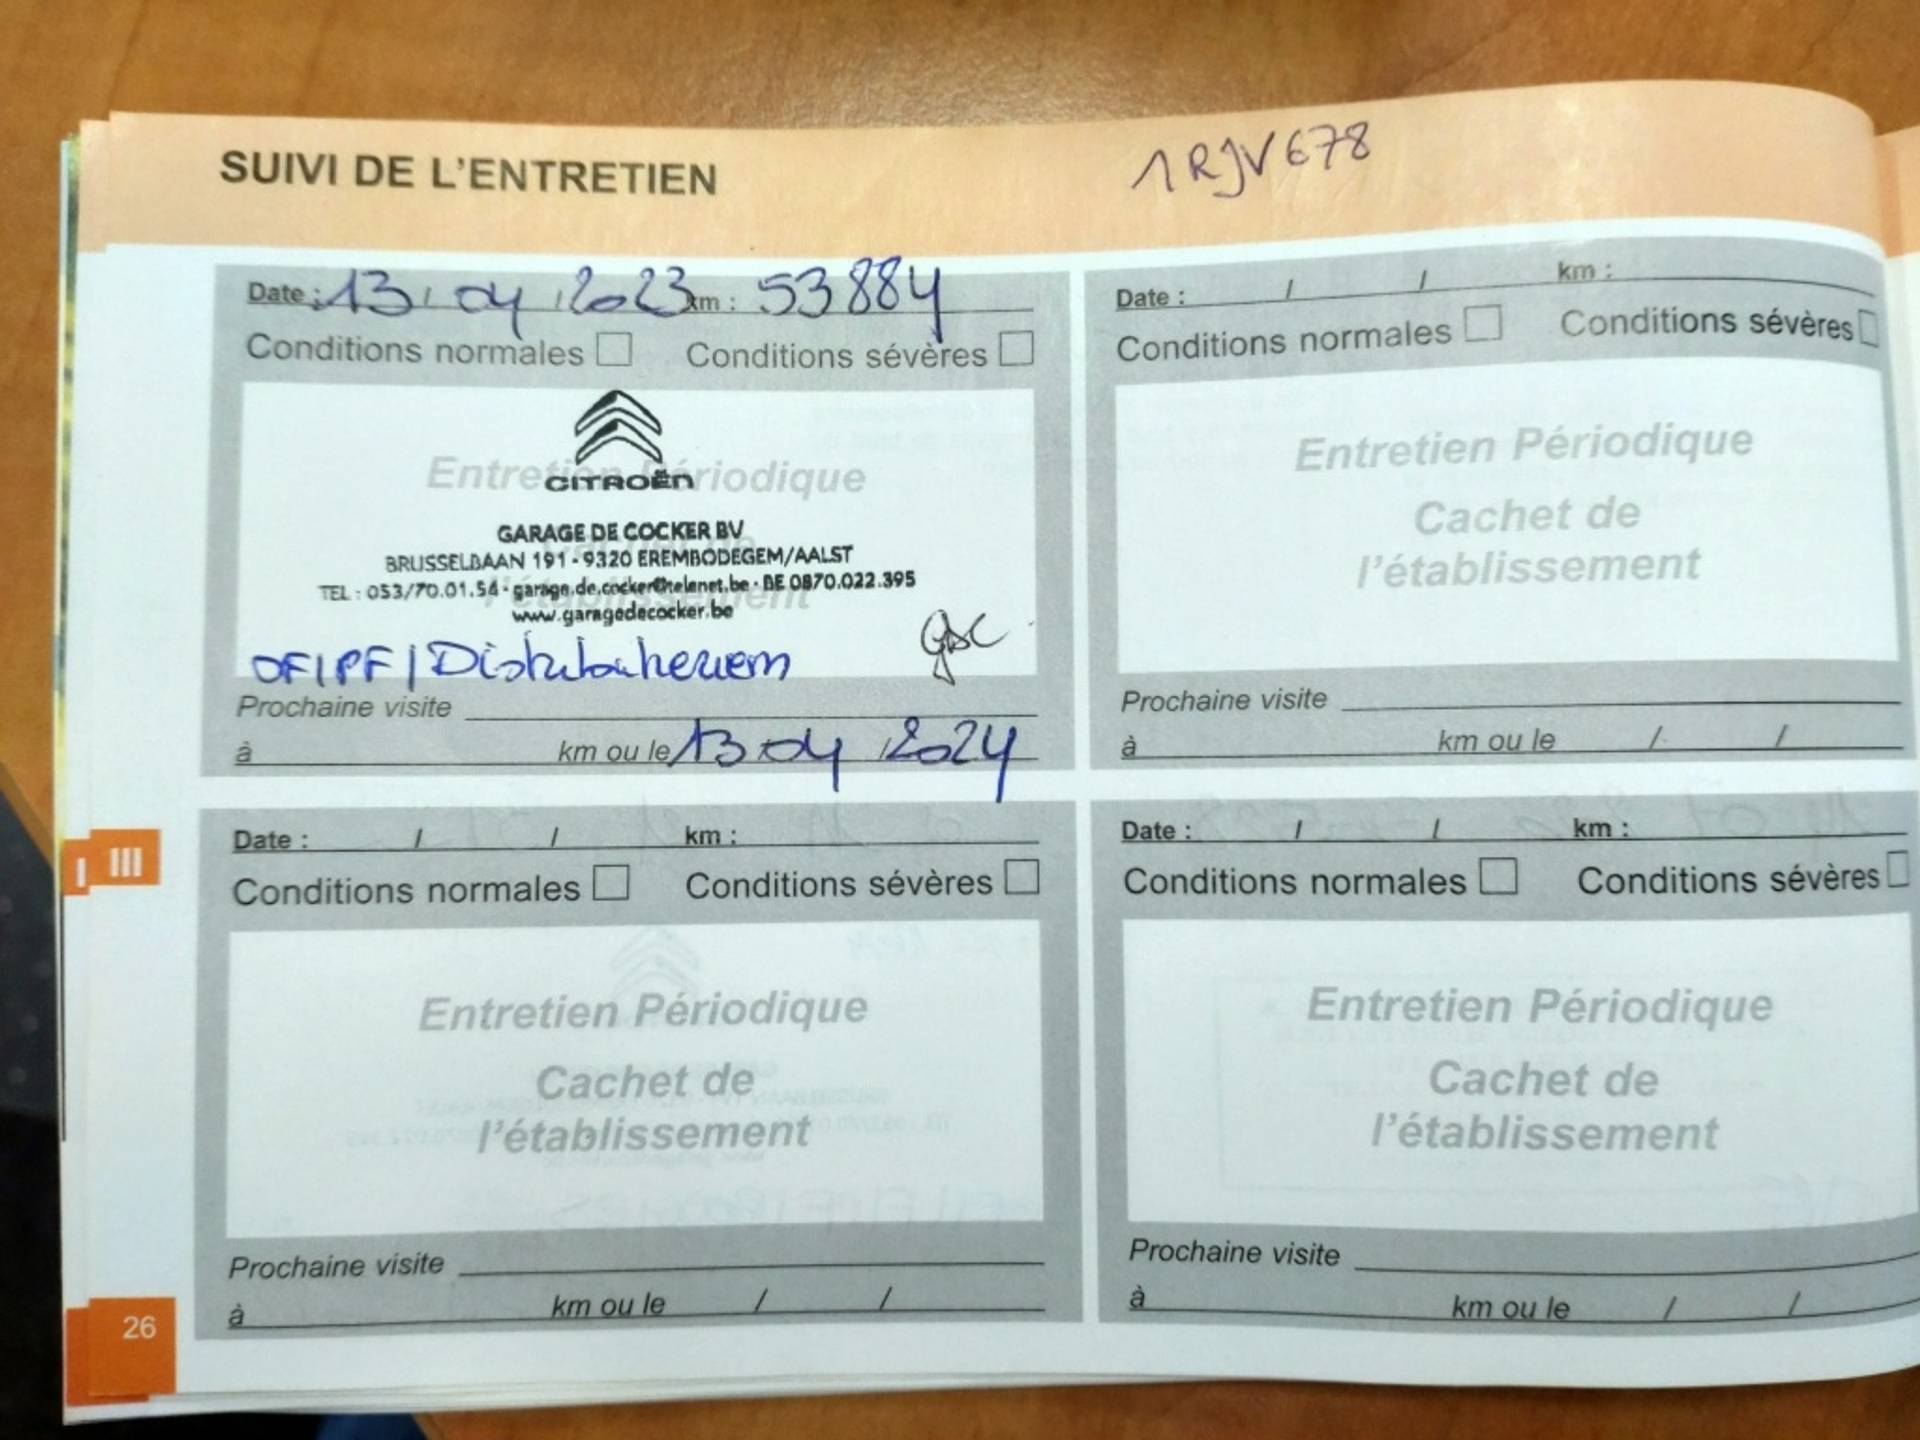 SUIVI DE L'ENTRETIEN
1RJV678
Date : 13 / 04 / 2023 km : 53884
Conditions normales Conditions sévères
Entretien Périodique
CITROËN
GARAGE DE COCKER BV
BRUSSELBAAN 191 - 9320 EREMBODEGEM/AALST
TEL : 053/70.01.54 - garage.de.cocker@telenet.be - BE 0870.022.395
l'établissement
www.garagedecocker.be
GDC
OF/PF/Distributieriem
Prochaine visite
à km ou le 13 / 04 / 2024
Date : / / km :
Conditions normales Conditions sévères
Entretien Périodique
Cachet de
l'établissement
Prochaine visite
à km ou le / /
Date : / / km :
Conditions normales Conditions sévères
Entretien Périodique
Cachet de
l'établissement
Prochaine visite
à km ou le / /
Date : / / km :
Conditions normales Conditions sévères
Entretien Périodique
Cachet de
l'établissement
Prochaine visite
à km ou le / /
I III
26